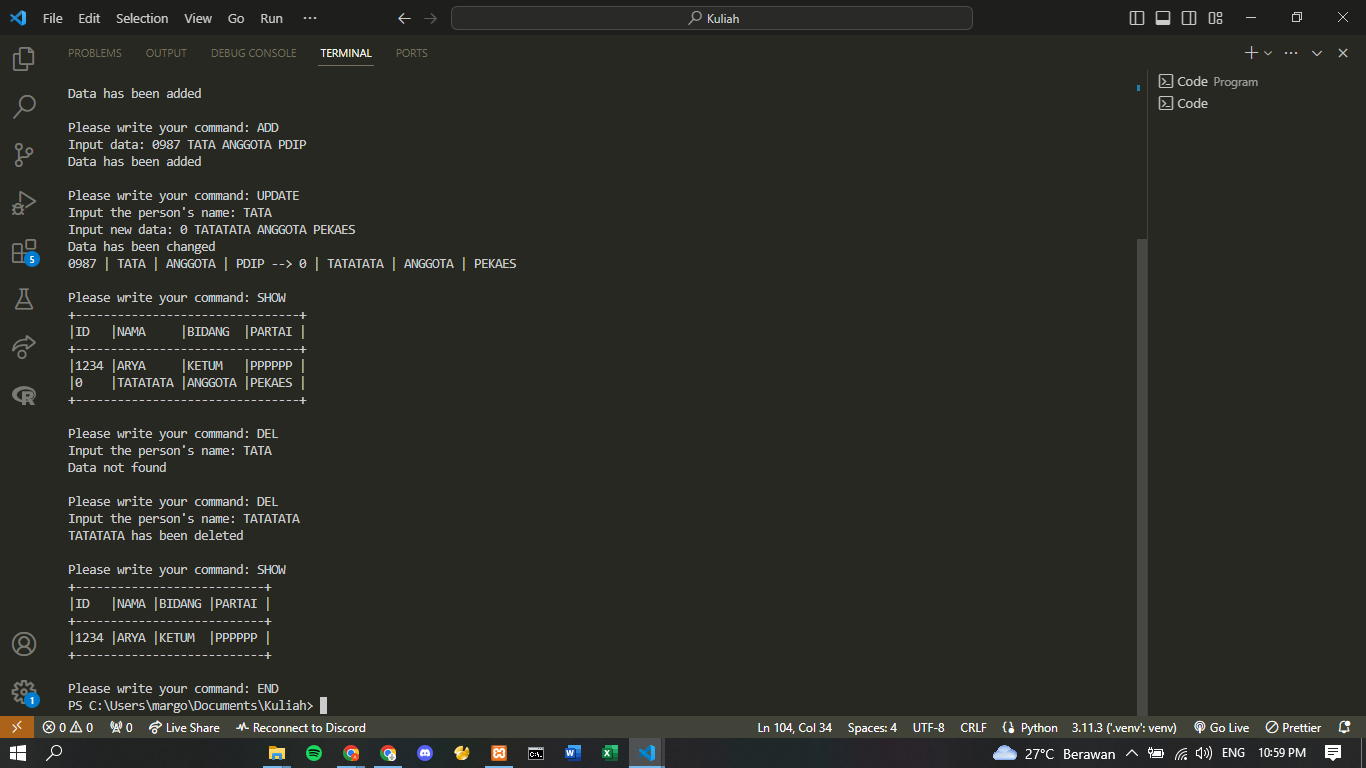 File Edit Selection View Go Run ··· Kuliah
PROBLEMS OUTPUT DEBUG CONSOLE TERMINAL PORTS
Data has been added
Please write your command: ADD
Input data: 0987 TATA ANGGOTA PDIP
Data has been added
Please write your command: UPDATE
Input the person's name: TATA
Input new data: 0 TATATATA ANGGOTA PEKAES
Data has been changed
0987 | TATA | ANGGOTA | PDIP --> 0 | TATATATA | ANGGOTA | PEKAES
Please write your command: SHOW
+--------------------------------+
|ID   |NAMA     |BIDANG  |PARTAI |
+--------------------------------+
|1234 |ARYA     |KETUM   |PPPPPP |
|0    |TATATATA |ANGGOTA |PEKAES |
+--------------------------------+
Please write your command: DEL
Input the person's name: TATA
Data not found
Please write your command: DEL
Input the person's name: TATATATA
TATATATA has been deleted
Please write your command: SHOW
+---------------------------+
|ID   |NAMA |BIDANG |PARTAI |
+---------------------------+
|1234 |ARYA |KETUM  |PPPPPP |
+---------------------------+
Please write your command: END
PS C:\Users\margo\Documents\Kuliah>
Code Program
Code
5
1
0 0 0 Live Share Reconnect to Discord Ln 104, Col 34 Spaces: 4 UTF-8 CRLF Python 3.11.3 ('.venv': venv) Go Live Prettier
27°C Berawan ENG 10:59 PM